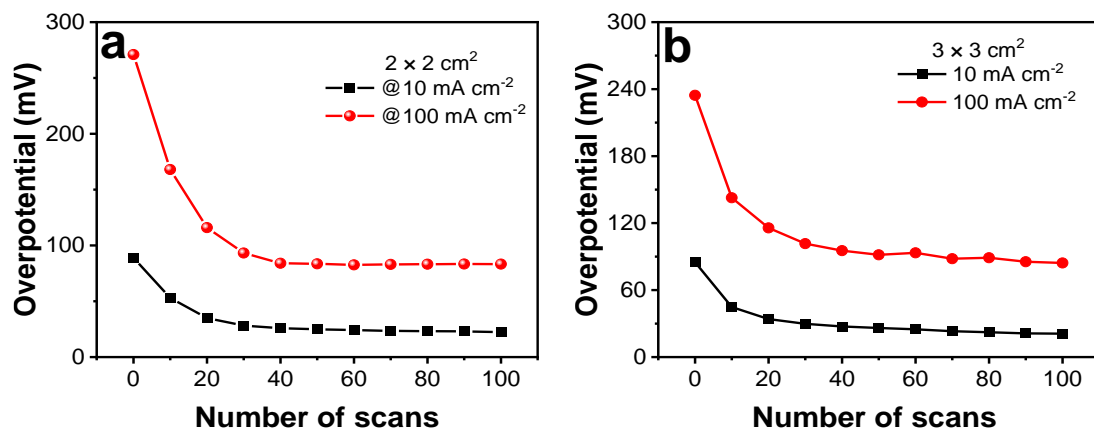 a
2 × 2 cm²
@10 mA cm⁻²
@100 mA cm⁻²
Overpotential (mV)
300
200
100
0
0 20 40 60 80 100
Number of scans
b
3 × 3 cm²
10 mA cm⁻²
100 mA cm⁻²
Overpotential (mV)
300
240
180
120
60
0
0 20 40 60 80 100
Number of scans